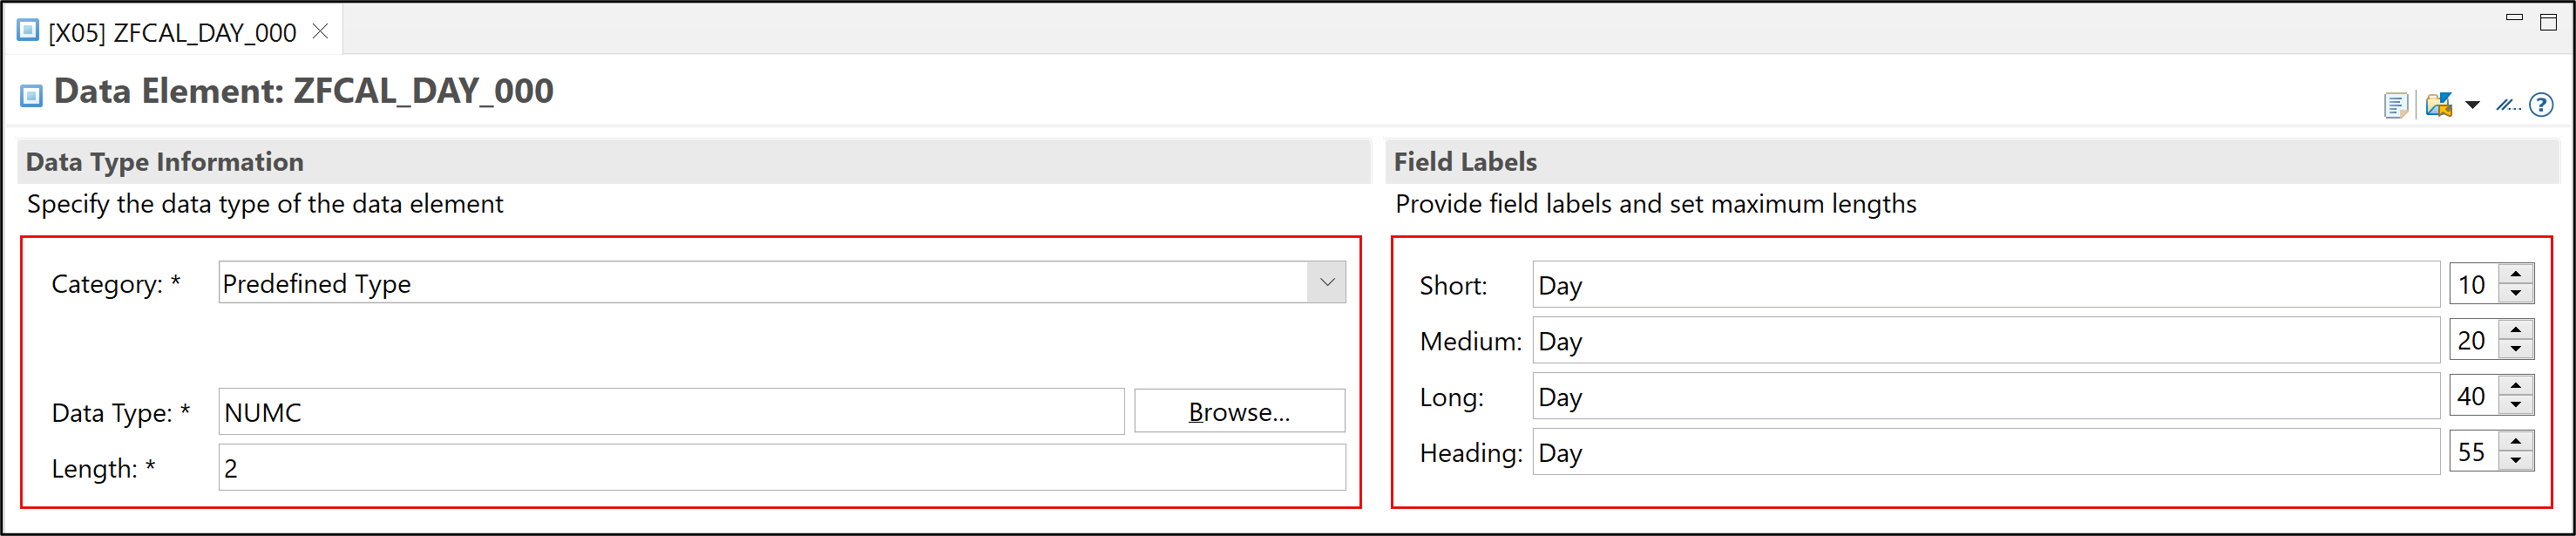 [X05] ZFCAL_DAY_000
Data Element: ZFCAL_DAY_000
Data Type Information
Specify the data type of the data element
Category: * Predefined Type
Data Type: * NUMC Browse...
Length: * 2
Field Labels
Provide field labels and set maximum lengths
Short: Day 10
Medium: Day 20
Long: Day 40
Heading: Day 55